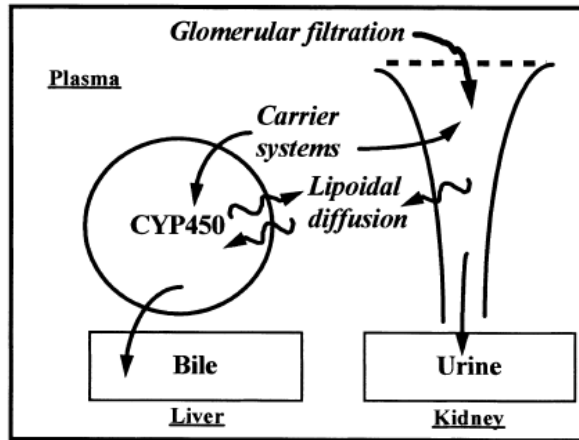 Glomerular filtration
Plasma
Carrier
systems
Lipoidal
diffusion
CYP450
Bile
Urine
Liver
Kidney